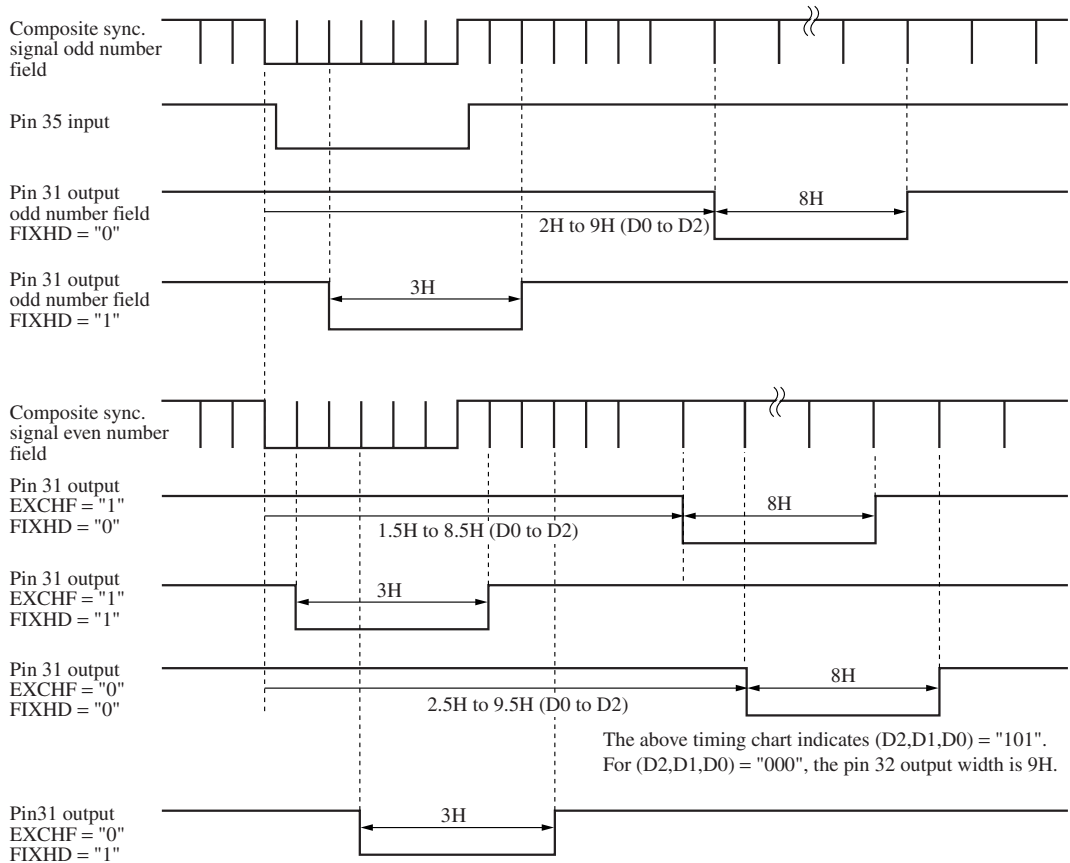 Composite sync.
signal odd number
field
Pin 35 input
Pin 31 output
odd number field
FIXHD = "0"
2H to 9H (D0 to D2)
8H
Pin 31 output
odd number field
FIXHD = "1"
3H
Composite sync.
signal even number
field
Pin 31 output
EXCHF = "1"
FIXHD = "0"
1.5H to 8.5H (D0 to D2)
8H
Pin 31 output
EXCHF = "1"
FIXHD = "1"
3H
Pin 31 output
EXCHF = "0"
FIXHD = "0"
2.5H to 9.5H (D0 to D2)
8H
The above timing chart indicates (D2,D1,D0) = "101".
For (D2,D1,D0) = "000", the pin 32 output width is 9H.
Pin31 output
EXCHF = "0"
FIXHD = "1"
3H